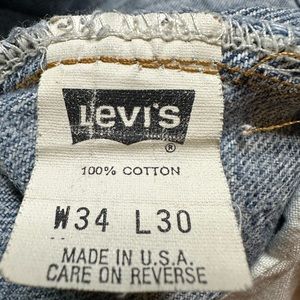 Levi's
®
100% COTTON
W34 L30
MADE IN U.S.A.
CARE ON REVERSE